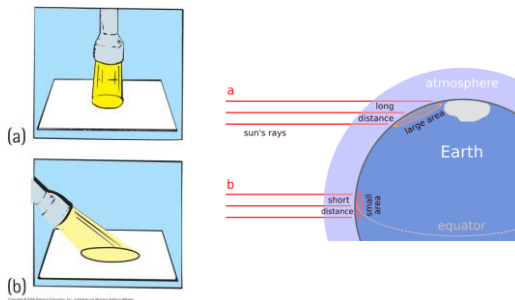 (a)
(b)
a
long
distance
large area
sun's rays
atmosphere
Earth
b
short
distance
small
area
equator